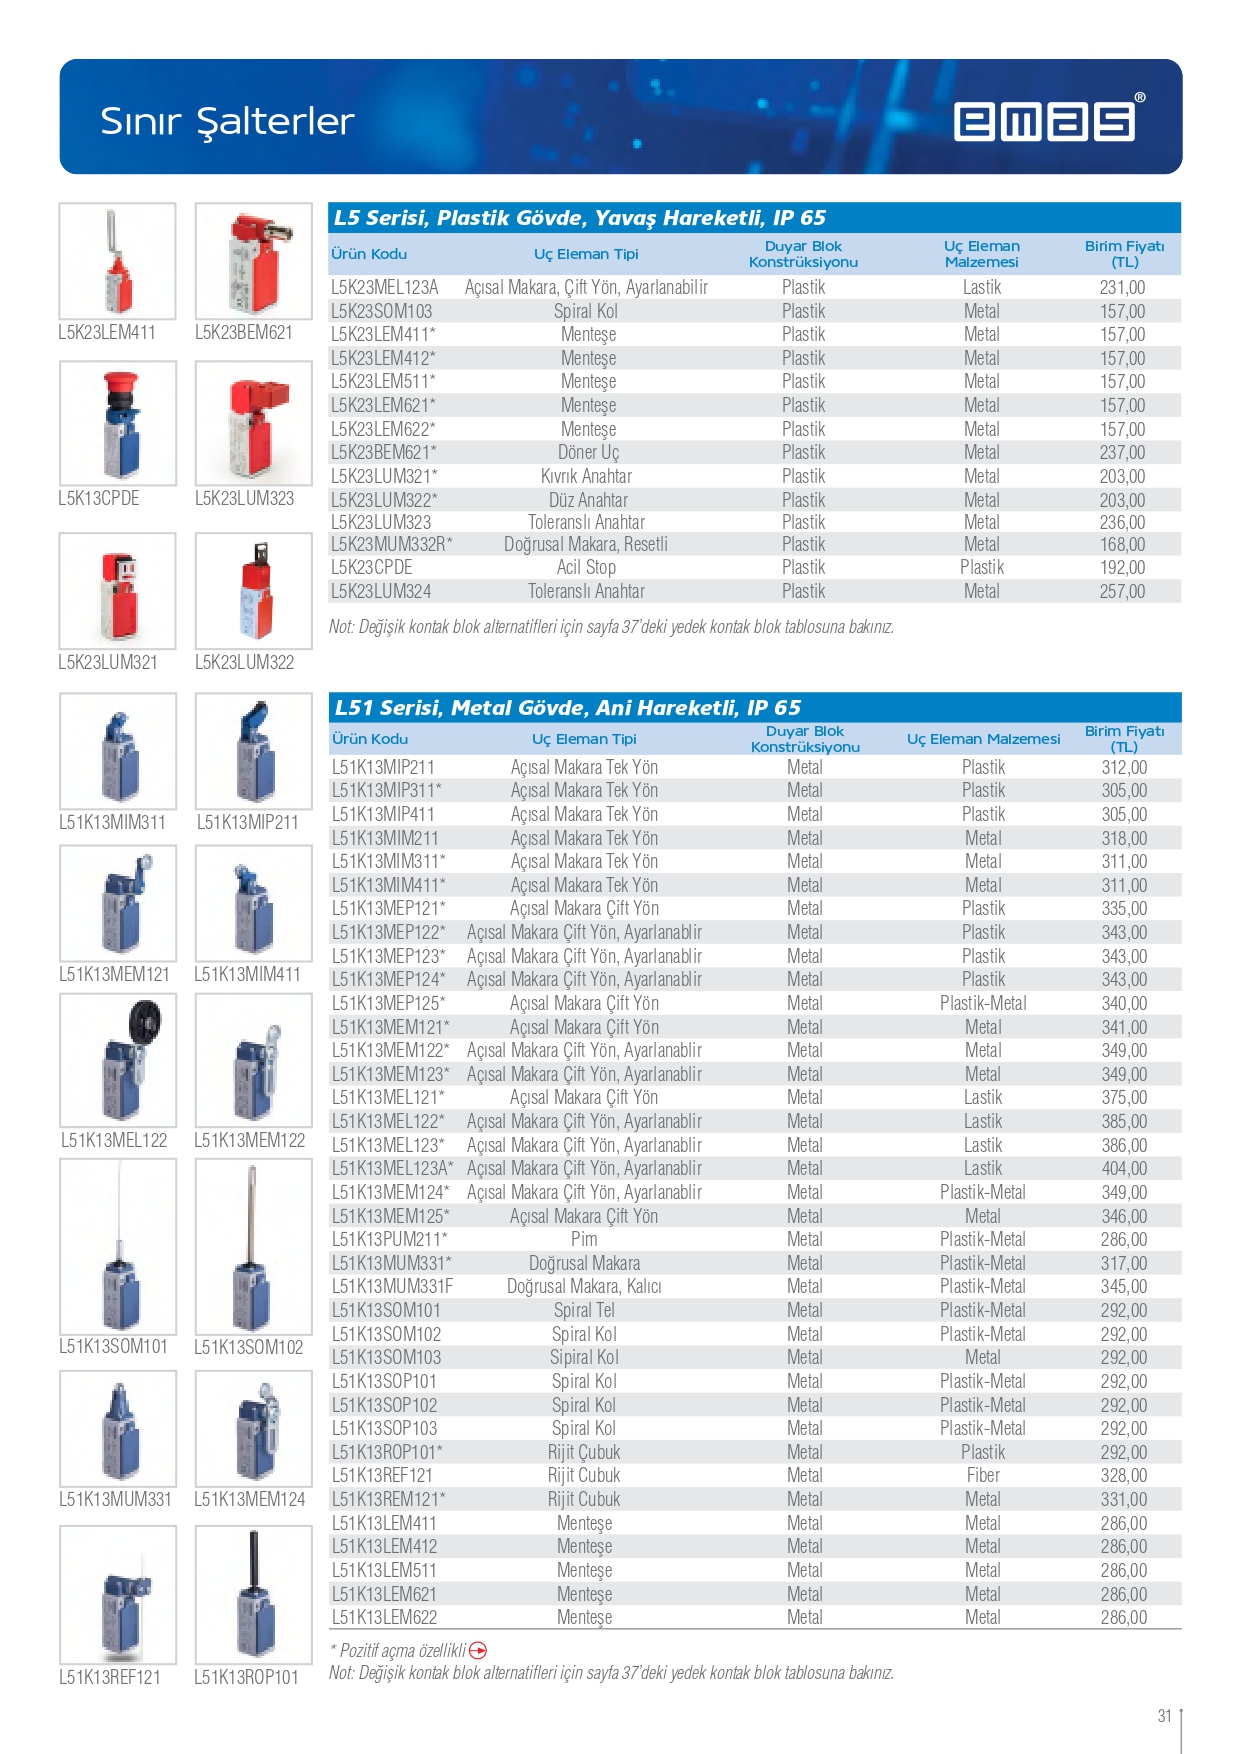 Sınır Şalterler
emas®
L5K23LEM411 L5K23BEM621
L5K13CPDE L5K23LUM323
L5K23LUM321 L5K23LUM322
L5 Serisi, Plastik Gövde, Yavaş Hareketli, IP 65
Ürün Kodu Uç Eleman Tipi Duyar Blok Konstrüksiyonu Uç Eleman Malzemesi Birim Fiyatı (TL)
L5K23MEL123A Açısal Makara, Çift Yön, Ayarlanabilir Plastik Lastik 231,00
L5K23SOM103 Spiral Kol Plastik Metal 157,00
L5K23LEM411* Menteşe Plastik Metal 157,00
L5K23LEM412* Menteşe Plastik Metal 157,00
L5K23LEM511* Menteşe Plastik Metal 157,00
L5K23LEM621* Menteşe Plastik Metal 157,00
L5K23LEM622* Menteşe Plastik Metal 157,00
L5K23BEM621* Döner Uç Plastik Metal 237,00
L5K23LUM321* Kıvrık Anahtar Plastik Metal 203,00
L5K23LUM322* Düz Anahtar Plastik Metal 203,00
L5K23LUM323 Toleranslı Anahtar Plastik Metal 236,00
L5K23MUM332R* Doğrusal Makara, Resetli Plastik Metal 168,00
L5K23CPDE Acil Stop Plastik Plastik 192,00
L5K23LUM324 Toleranslı Anahtar Plastik Metal 257,00
Not: Değişik kontak blok alternatifleri için sayfa 37'deki yedek kontak blok tablosuna bakınız.
L51K13MIM311 L51K13MIP211
L51K13MEM121 L51K13MIM411
L51K13MEL122 L51K13MEM122
L51K13SOM101 L51K13SOM102
L51K13MUM331 L51K13MEM124
L51K13REF121 L51K13ROP101
L51 Serisi, Metal Gövde, Ani Hareketli, IP 65
Ürün Kodu Uç Eleman Tipi Duyar Blok Konstrüksiyonu Uç Eleman Malzemesi Birim Fiyatı (TL)
L51K13MIP211 Açısal Makara Tek Yön Metal Plastik 312,00
L51K13MIP311* Açısal Makara Tek Yön Metal Plastik 305,00
L51K13MIP411 Açısal Makara Tek Yön Metal Plastik 305,00
L51K13MIM211 Açısal Makara Tek Yön Metal Metal 318,00
L51K13MIM311* Açısal Makara Tek Yön Metal Metal 311,00
L51K13MIM411* Açısal Makara Tek Yön Metal Metal 311,00
L51K13MEP121* Açısal Makara Çift Yön Metal Plastik 335,00
L51K13MEP122* Açısal Makara Çift Yön, Ayarlanablir Metal Plastik 343,00
L51K13MEP123* Açısal Makara Çift Yön, Ayarlanablir Metal Plastik 343,00
L51K13MEP124* Açısal Makara Çift Yön, Ayarlanablir Metal Plastik 343,00
L51K13MEP125* Açısal Makara Çift Yön Metal Plastik-Metal 340,00
L51K13MEM121* Açısal Makara Çift Yön Metal Metal 341,00
L51K13MEM122* Açısal Makara Çift Yön, Ayarlanablir Metal Metal 349,00
L51K13MEM123* Açısal Makara Çift Yön, Ayarlanablir Metal Metal 349,00
L51K13MEL121* Açısal Makara Çift Yön Metal Lastik 375,00
L51K13MEL122* Açısal Makara Çift Yön, Ayarlanablir Metal Lastik 385,00
L51K13MEL123* Açısal Makara Çift Yön, Ayarlanablir Metal Lastik 386,00
L51K13MEL123A* Açısal Makara Çift Yön, Ayarlanablir Metal Lastik 404,00
L51K13MEM124* Açısal Makara Çift Yön, Ayarlanablir Metal Plastik-Metal 349,00
L51K13MEM125* Açısal Makara Çift Yön Metal Metal 346,00
L51K13PUM211* Pim Metal Plastik-Metal 286,00
L51K13MUM331* Doğrusal Makara Metal Plastik-Metal 317,00
L51K13MUM331F Doğrusal Makara, Kalıcı Metal Plastik-Metal 345,00
L51K13SOM101 Spiral Tel Metal Plastik-Metal 292,00
L51K13SOM102 Spiral Kol Metal Plastik-Metal 292,00
L51K13SOM103 Sipiral Kol Metal Metal 292,00
L51K13SOP101 Spiral Kol Metal Plastik-Metal 292,00
L51K13SOP102 Spiral Kol Metal Plastik-Metal 292,00
L51K13SOP103 Spiral Kol Metal Plastik-Metal 292,00
L51K13ROP101* Rijit Çubuk Metal Plastik 292,00
L51K13REF121 Rijit Cubuk Metal Fiber 328,00
L51K13REM121* Rijit Cubuk Metal Metal 331,00
L51K13LEM411 Menteşe Metal Metal 286,00
L51K13LEM412 Menteşe Metal Metal 286,00
L51K13LEM511 Menteşe Metal Metal 286,00
L51K13LEM621 Menteşe Metal Metal 286,00
L51K13LEM622 Menteşe Metal Metal 286,00
* Pozitif açma özellikli
Not: Değişik kontak blok alternatifleri için sayfa 37'deki yedek kontak blok tablosuna bakınız.
31